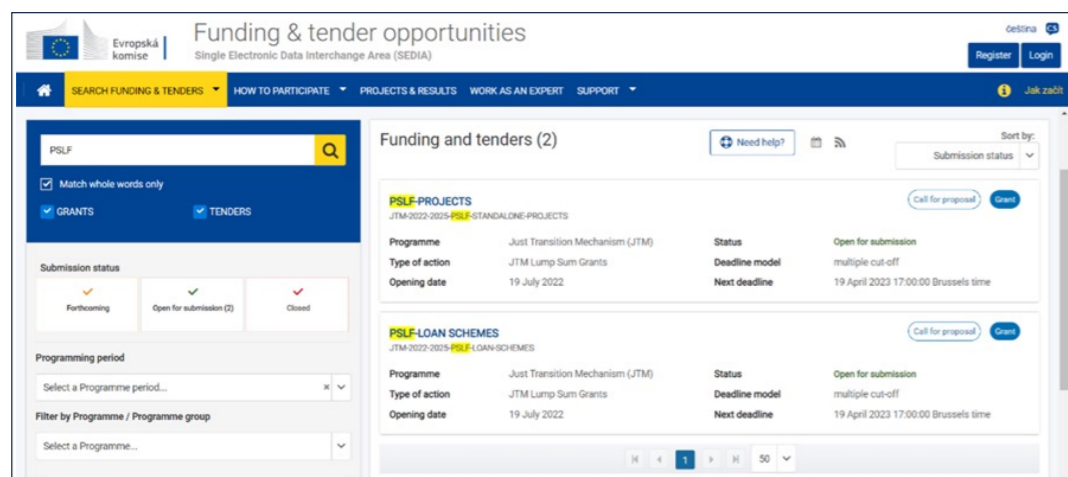 Evropská
komise
Funding & tender opportunities
Single Electronic Data Interchange Area (SEDIA)
čeština CS
Register Login
SEARCH FUNDING & TENDERS HOW TO PARTICIPATE PROJECTS & RESULTS WORK AS AN EXPERT SUPPORT Jak začít
PSLF
Match whole words only
GRANTS TENDERS
Submission status
Forthcoming Open for submission (2) Closed
Programming period
Select a Programme period...
Filter by Programme / Programme group
Select a Programme...
Funding and tenders (2)
Need help?
Sort by:
Submission status
PSLF-PROJECTS Call for proposal Grant
JTM-2022-2025-PSLF-STANDALONE-PROJECTS
Programme Just Transition Mechanism (JTM) Status Open for submission
Type of action JTM Lump Sum Grants Deadline model multiple cut-off
Opening date 19 July 2022 Next deadline 19 April 2023 17:00:00 Brussels time
PSLF-LOAN SCHEMES Call for proposal Grant
JTM-2022-2025-PSLF-LOAN-SCHEMES
Programme Just Transition Mechanism (JTM) Status Open for submission
Type of action JTM Lump Sum Grants Deadline model multiple cut-off
Opening date 19 July 2022 Next deadline 19 April 2023 17:00:00 Brussels time
1 50